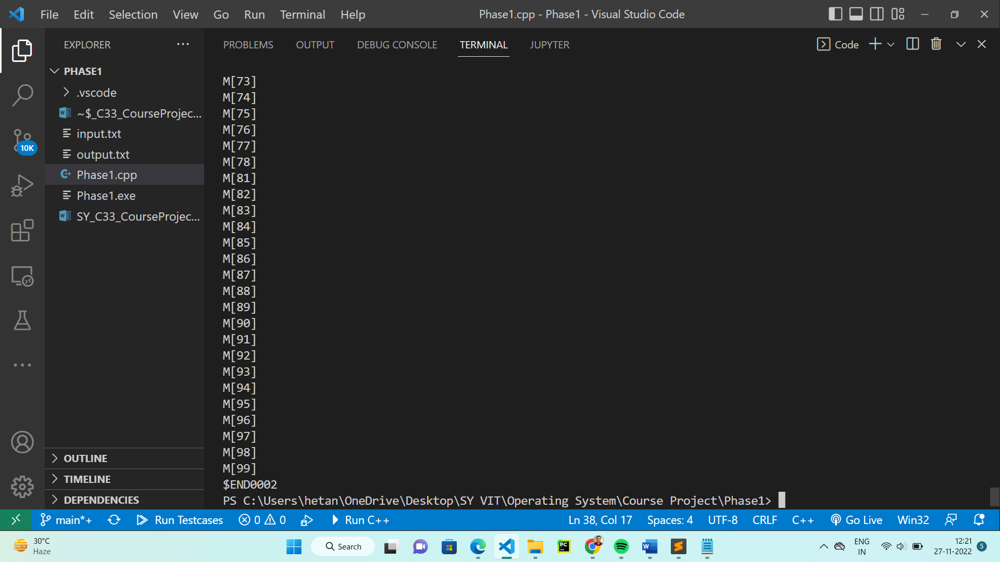 File Edit Selection View Go Run Terminal Help
Phase1.cpp - Phase1 - Visual Studio Code
EXPLORER
PHASE1
.vscode
~$_C33_CourseProjec...
input.txt
output.txt
Phase1.cpp
Phase1.exe
SY_C33_CourseProjec...
10K
OUTLINE
TIMELINE
DEPENDENCIES
PROBLEMS OUTPUT DEBUG CONSOLE TERMINAL JUPYTER
Code
M[73]
M[74]
M[75]
M[76]
M[77]
M[78]
M[81]
M[82]
M[83]
M[84]
M[85]
M[86]
M[87]
M[88]
M[89]
M[90]
M[91]
M[92]
M[93]
M[94]
M[95]
M[96]
M[97]
M[98]
M[99]
$END0002
PS C:\Users\hetan\OneDrive\Desktop\SY VIT\Operating System\Course Project\Phase1>
main*+ Run Testcases 0 0 Run C++ Ln 38, Col 17 Spaces: 4 UTF-8 CRLF C++ Go Live Win32
30°C
Haze
Search
PC
W
S
ENG
IN
12:21
27-11-2022
5